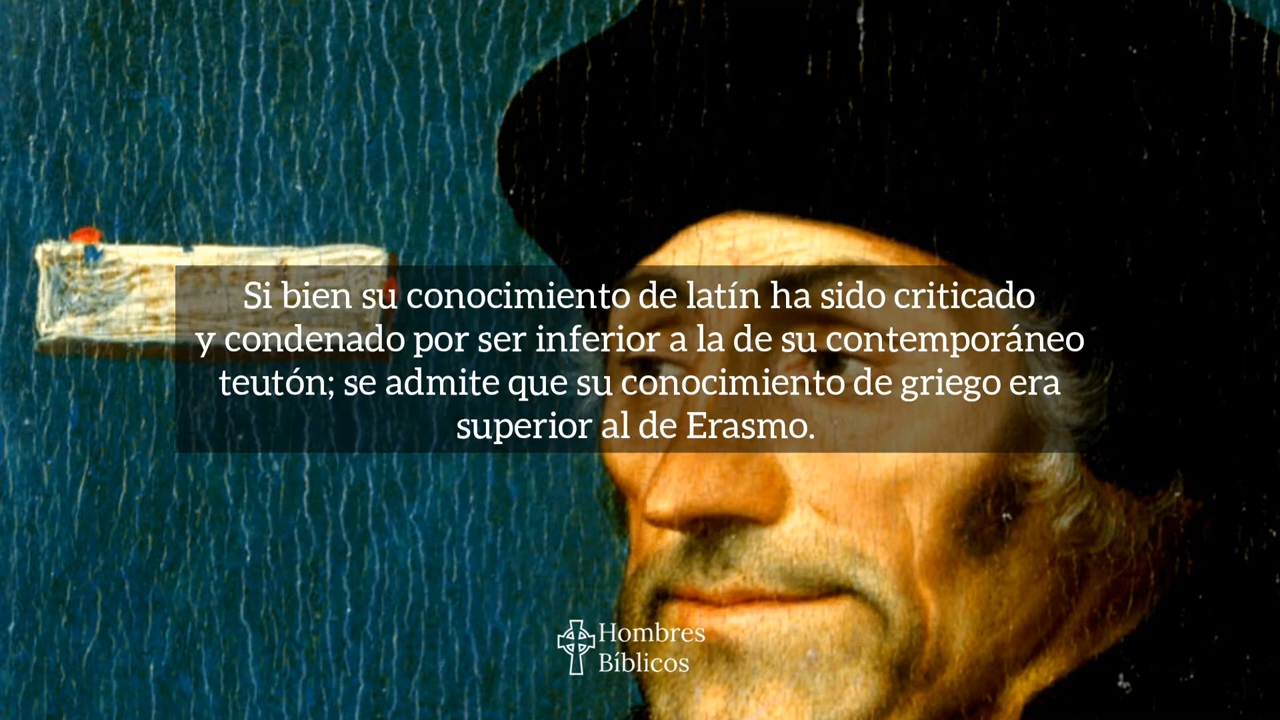 Si bien su conocimiento de latín ha sido criticado
y condenado por ser inferior a la de su contemporáneo
teutón; se admite que su conocimiento de griego era
superior al de Erasmo.
Hombres
Bíblicos